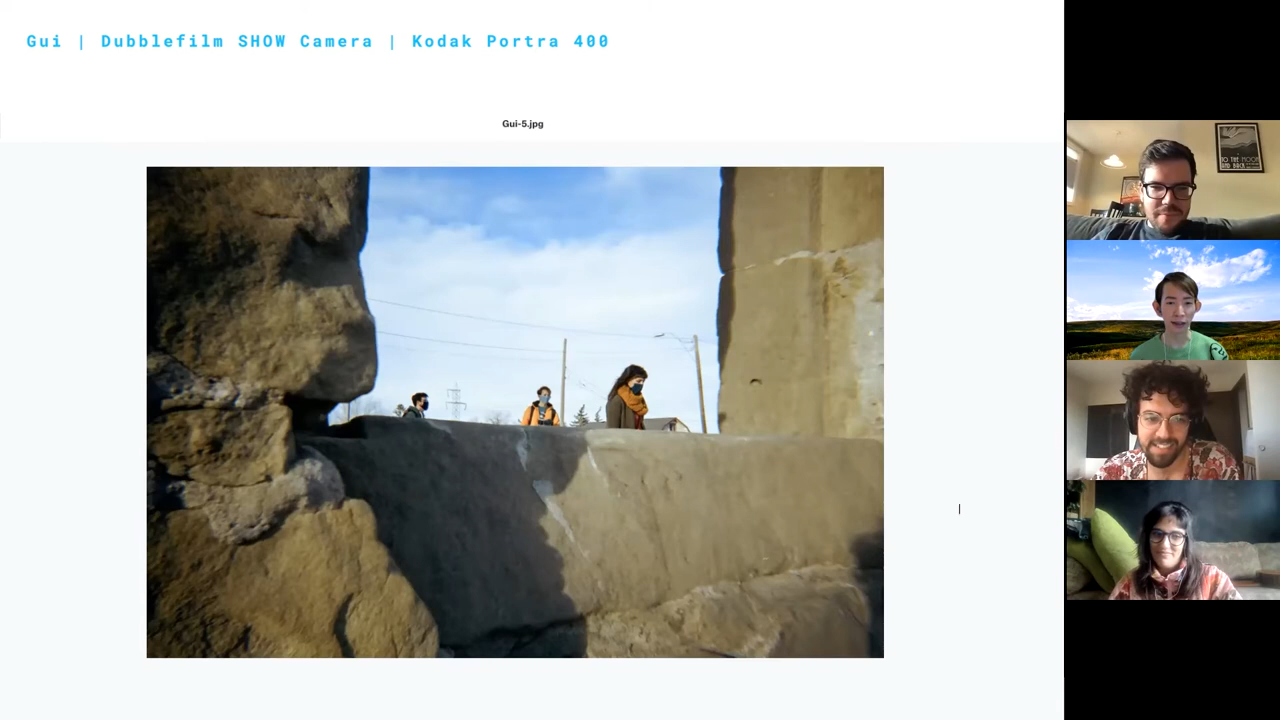 Gui | Dubblefilm SHOW Camera | Kodak Portra 400
Gui-5.jpg
TO THE MOON
AND BACK